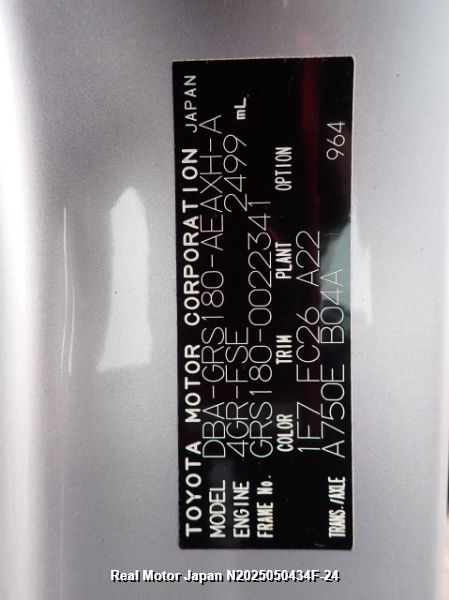 TOYOTA MOTOR CORPORATION JAPAN
MODEL DBA-GRS180-AEAXH-A
ENGINE 4GR-FSE 2499 mL
FRAME No. GRS180-0022341
COLOR TRIM PLANT OPTION
1F7 FC26 A22
TRANS./AXLE A750E B04A 964
Real Motor Japan N2025050434F-24